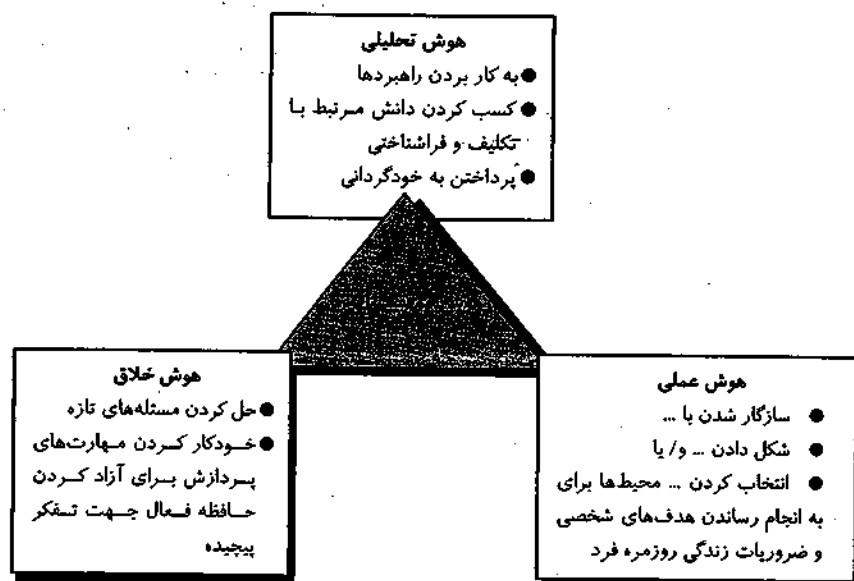 هوش تحلیلی
● به کار بردن راهبردها
● کسب کردن دانش مرتبط با
تکلیف و فراشناختی
● پرداختن به خودگردانی
هوش خلاق
● حل کردن مسئله‌های تازه
● خودکار کردن مهارت‌های
پردازش برای آزاد کردن
حافظه فعال جهت تفکر
پیچیده
هوش عملی
● سازگار شدن با ...
● شکل دادن ... و/ یا
● انتخاب کردن ... محیط‌ها برای
به انجام رساندن هدف‌های شخصی
و ضروریات زندگی روزمره فرد